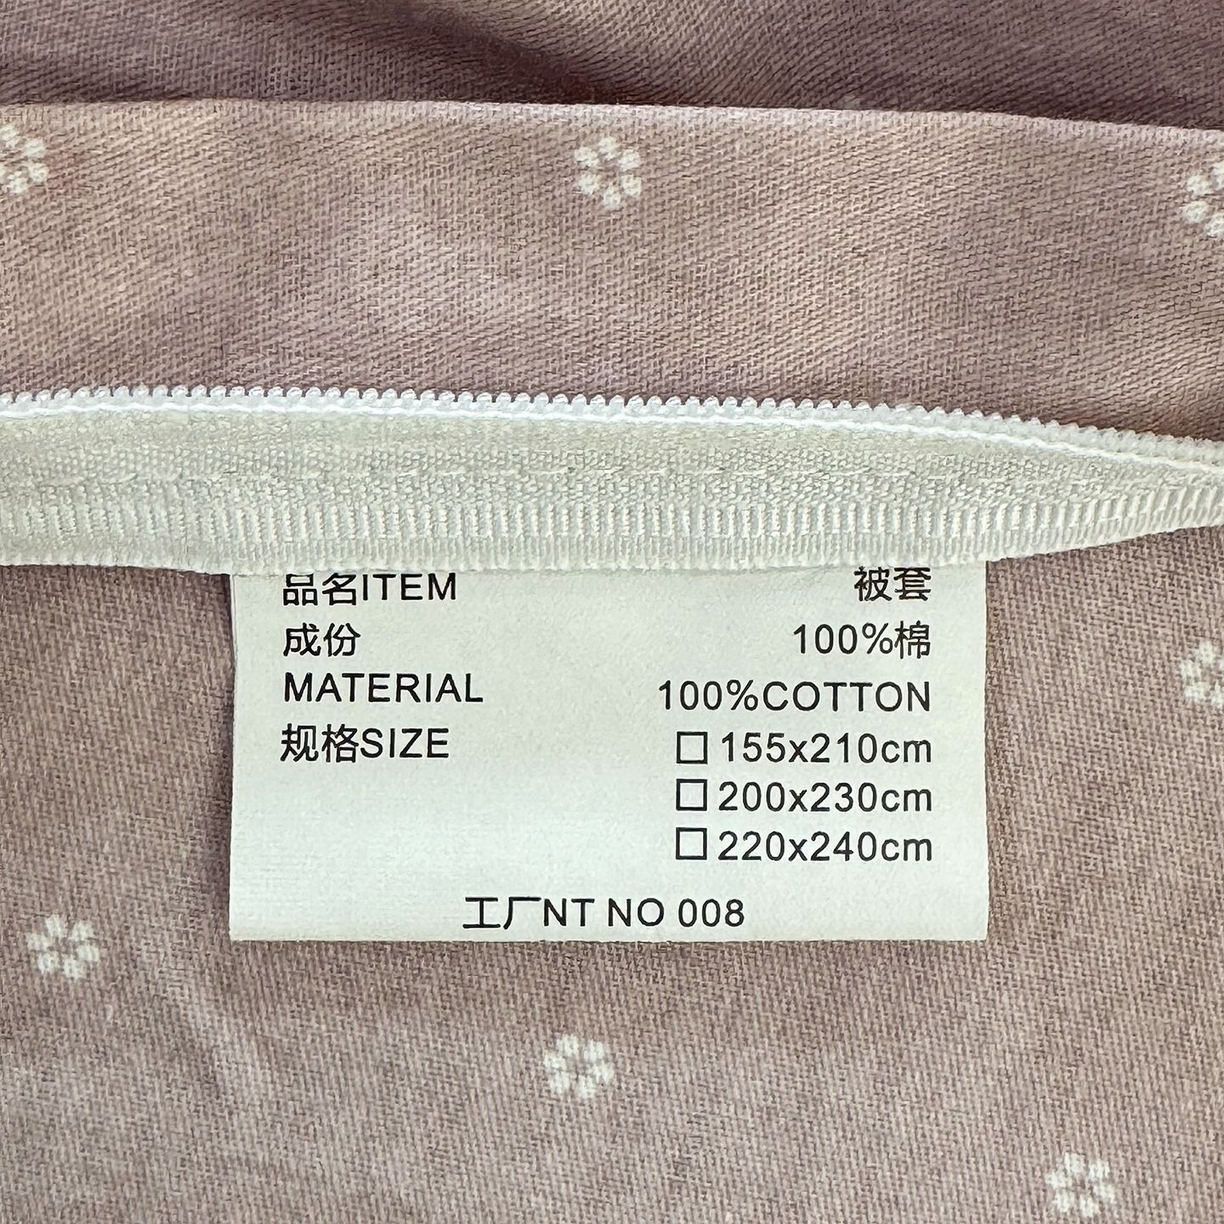 品名ITEM 被套
成份 100%棉
MATERIAL 100%COTTON
规格SIZE ☐ 155x210cm
☐ 200x230cm
☐ 220x240cm
工厂NT NO 008